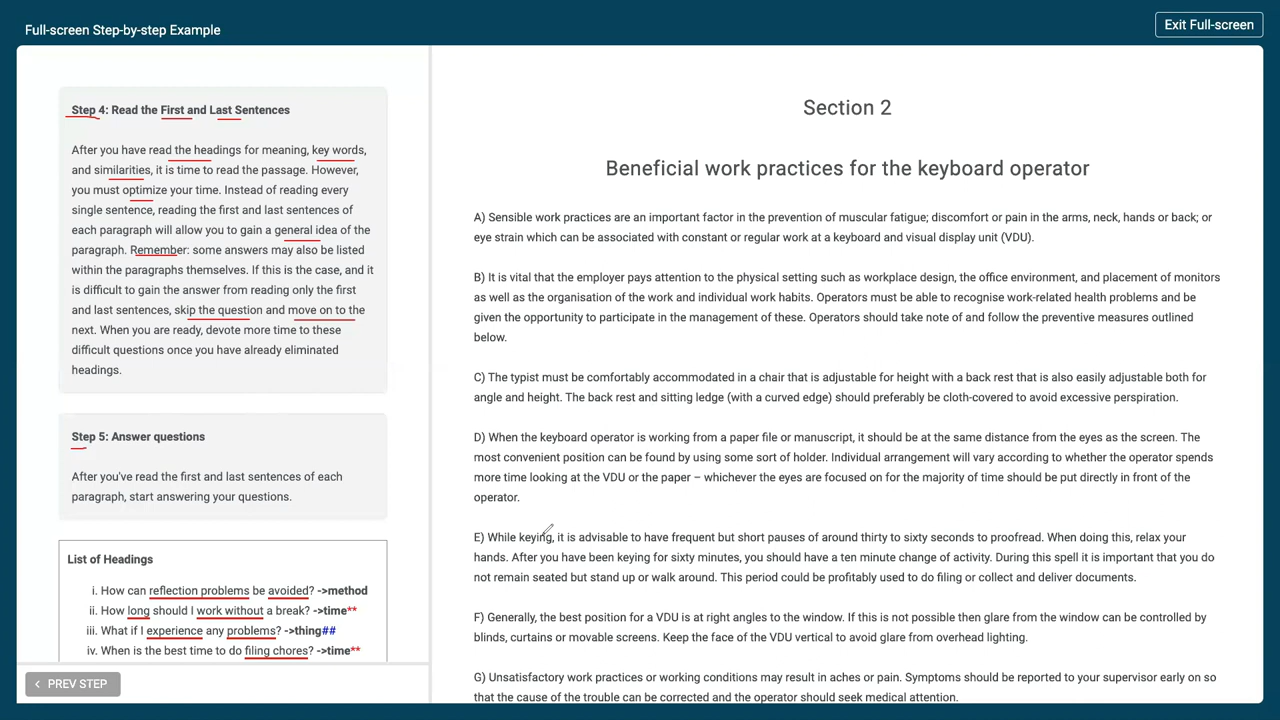 Full-screen Step-by-step Example
Exit Full-screen
Step 4: Read the First and Last Sentences
After you have read the headings for meaning, key words,
and similarities, it is time to read the passage. However,
you must optimize your time. Instead of reading every
single sentence, reading the first and last sentences of
each paragraph will allow you to gain a general idea of the
paragraph. Remember: some answers may also be listed
within the paragraphs themselves. If this is the case, and it
is difficult to gain the answer from reading only the first
and last sentences, skip the question and move on to the
next. When you are ready, devote more time to these
difficult questions once you have already eliminated
headings.
Step 5: Answer questions
After you've read the first and last sentences of each
paragraph, start answering your questions.
List of Headings
i. How can reflection problems be avoided? ->method
ii. How long should I work without a break? ->time**
iii. What if I experience any problems? ->thing##
iv. When is the best time to do filing chores? ->time**
PREV STEP
Section 2
Beneficial work practices for the keyboard operator
A) Sensible work practices are an important factor in the prevention of muscular fatigue; discomfort or pain in the arms, neck, hands or back; or
eye strain which can be associated with constant or regular work at a keyboard and visual display unit (VDU).
B) It is vital that the employer pays attention to the physical setting such as workplace design, the office environment, and placement of monitors
as well as the organisation of the work and individual work habits. Operators must be able to recognise work-related health problems and be
given the opportunity to participate in the management of these. Operators should take note of and follow the preventive measures outlined
below.
C) The typist must be comfortably accommodated in a chair that is adjustable for height with a back rest that is also easily adjustable both for
angle and height. The back rest and sitting ledge (with a curved edge) should preferably be cloth-covered to avoid excessive perspiration.
D) When the keyboard operator is working from a paper file or manuscript, it should be at the same distance from the eyes as the screen. The
most convenient position can be found by using some sort of holder. Individual arrangement will vary according to whether the operator spends
more time looking at the VDU or the paper – whichever the eyes are focused on for the majority of time should be put directly in front of the
operator.
E) While keying, it is advisable to have frequent but short pauses of around thirty to sixty seconds to proofread. When doing this, relax your
hands. After you have been keying for sixty minutes, you should have a ten minute change of activity. During this spell it is important that you do
not remain seated but stand up or walk around. This period could be profitably used to do filing or collect and deliver documents.
F) Generally, the best position for a VDU is at right angles to the window. If this is not possible then glare from the window can be controlled by
blinds, curtains or movable screens. Keep the face of the VDU vertical to avoid glare from overhead lighting.
G) Unsatisfactory work practices or working conditions may result in aches or pain. Symptoms should be reported to your supervisor early on so
that the cause of the trouble can be corrected and the operator should seek medical attention.